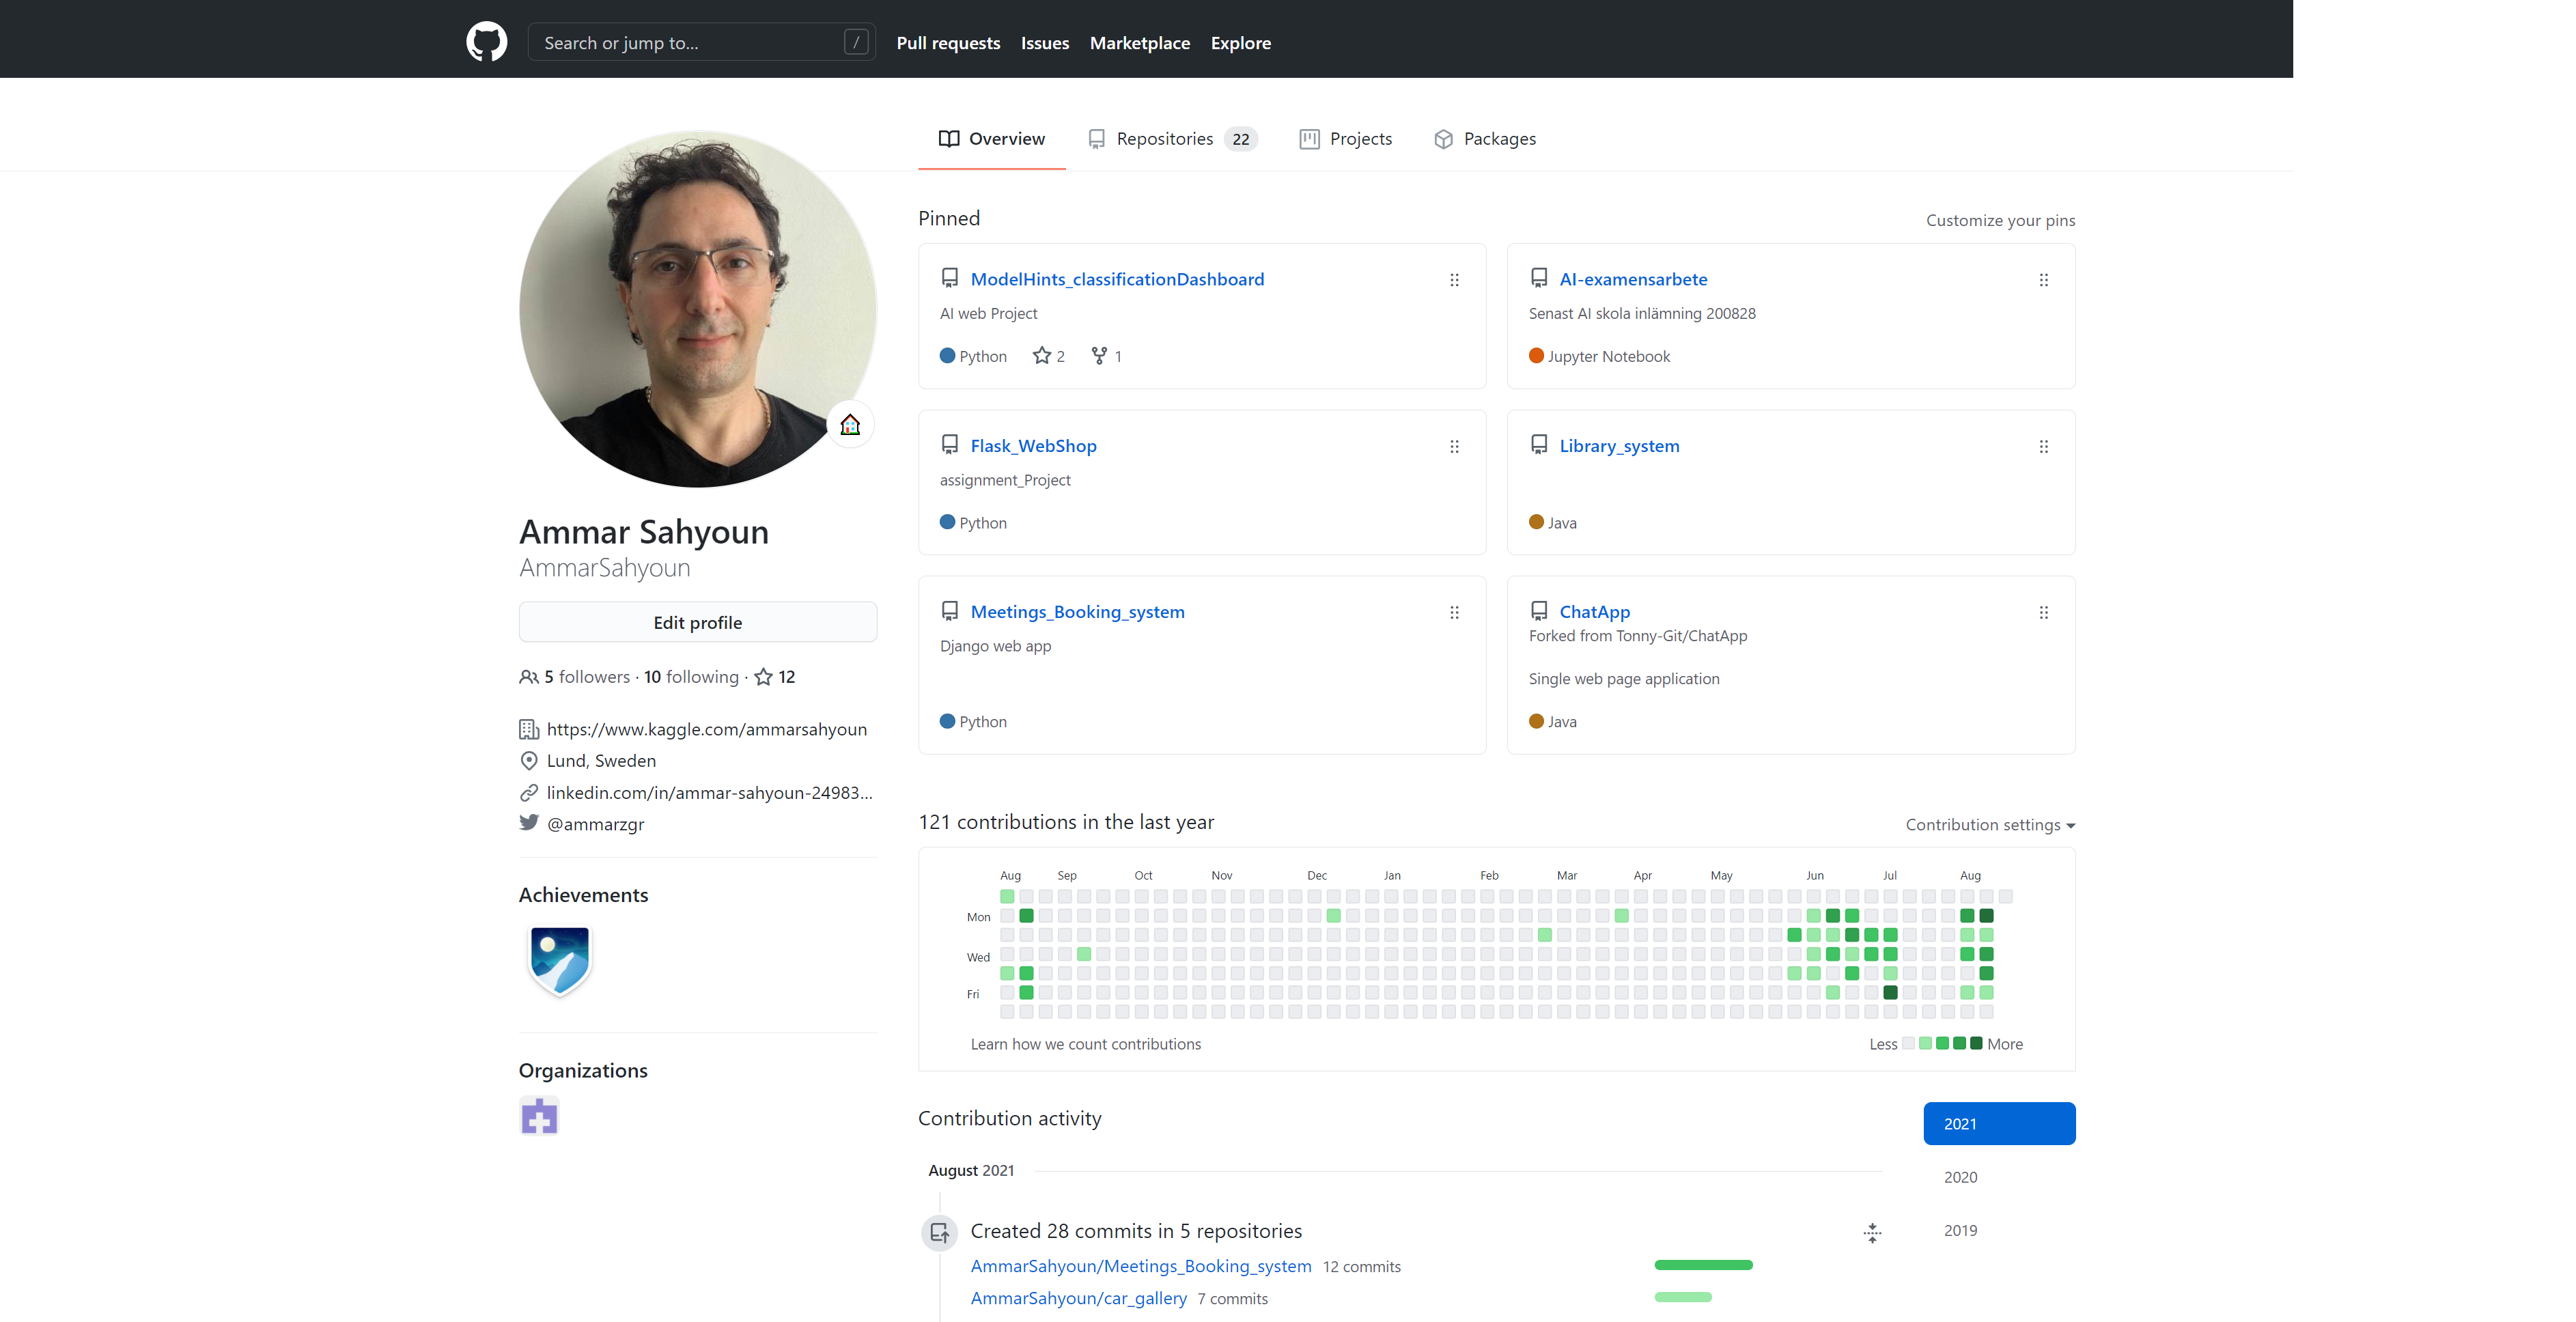 Search or jump to... /
Pull requests Issues Marketplace Explore
Overview Repositories 22 Projects Packages
Ammar Sahyoun
AmmarSahyoun
Edit profile
5 followers · 10 following · 12
https://www.kaggle.com/ammarsahyoun
Lund, Sweden
linkedin.com/in/ammar-sahyoun-24983...
@ammarzgr
Achievements
Organizations
Pinned
Customize your pins
ModelHints_classificationDashboard
AI web Project
Python 2 1
AI-examensarbete
Senast AI skola inlämning 200828
Jupyter Notebook
Flask_WebShop
assignment_Project
Python
Library_system
Java
Meetings_Booking_system
Django web app
Python
ChatApp
Forked from Tonny-Git/ChatApp
Single web page application
Java
121 contributions in the last year
Contribution settings
Aug Sep Oct Nov Dec Jan Feb Mar Apr May Jun Jul Aug
Mon
Wed
Fri
Learn how we count contributions
Less More
Contribution activity
2021
2020
2019
August 2021
Created 28 commits in 5 repositories
AmmarSahyoun/Meetings_Booking_system 12 commits
AmmarSahyoun/car_gallery 7 commits